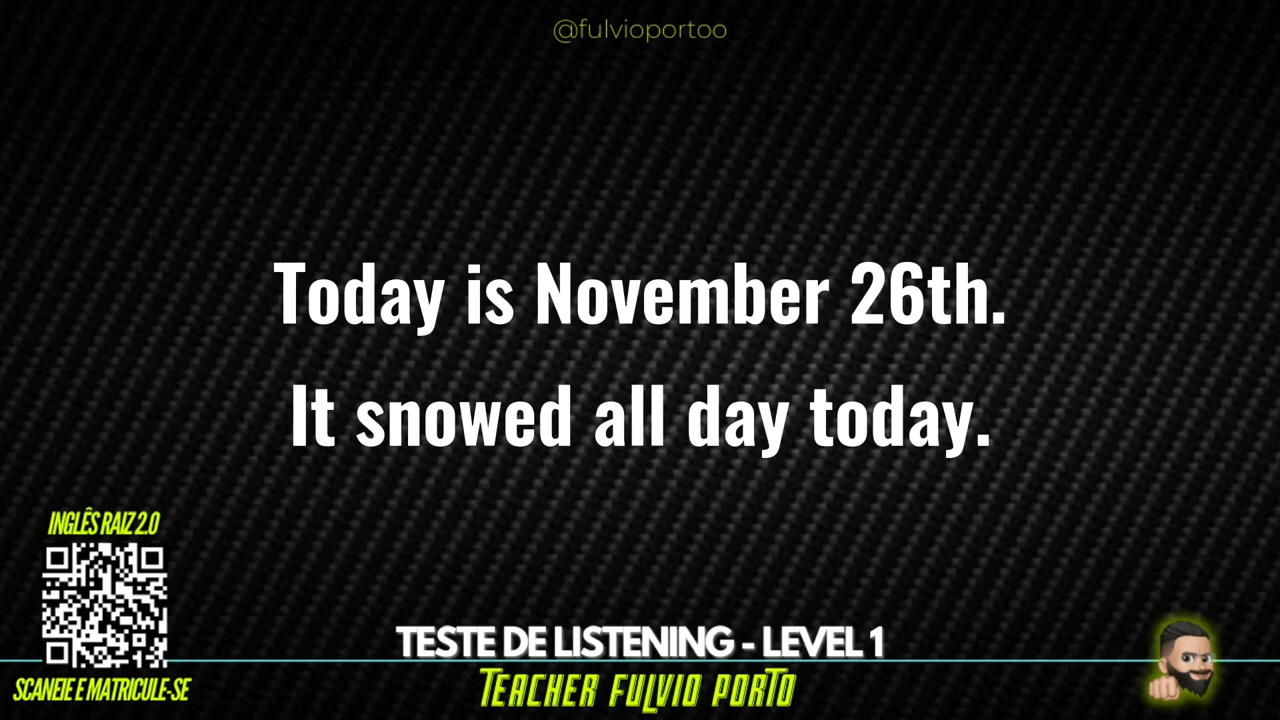 @fulvioportoo
Today is November 26th.
It snowed all day today.
INGLÊS RAIZ 2.0
SCANEIE E MATRICULE-SE
TESTE DE LISTENING - LEVEL 1
TEACHER FULVIO PORTO